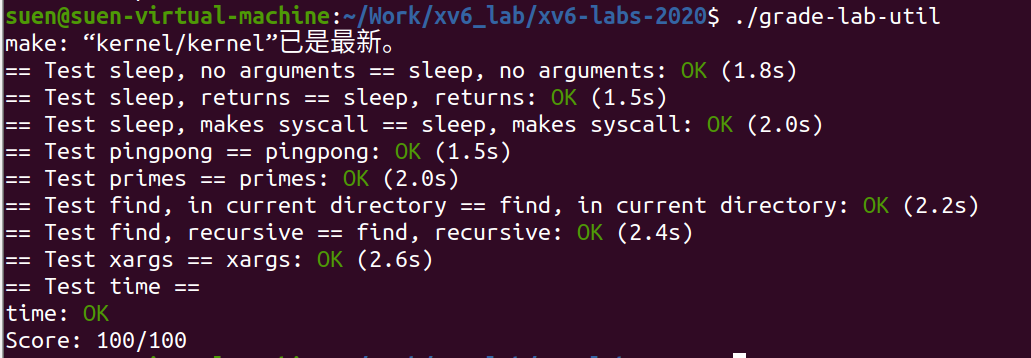 suen@suen-virtual-machine:~/Work/xv6_lab/xv6-labs-2020$ ./grade-lab-util
make: “kernel/kernel”已是最新。
== Test sleep, no arguments == sleep, no arguments: OK (1.8s)
== Test sleep, returns == sleep, returns: OK (1.5s)
== Test sleep, makes syscall == sleep, makes syscall: OK (2.0s)
== Test pingpong == pingpong: OK (1.5s)
== Test primes == primes: OK (2.0s)
== Test find, in current directory == find, in current directory: OK (2.2s)
== Test find, recursive == find, recursive: OK (2.4s)
== Test xargs == xargs: OK (2.6s)
== Test time ==
time: OK
Score: 100/100